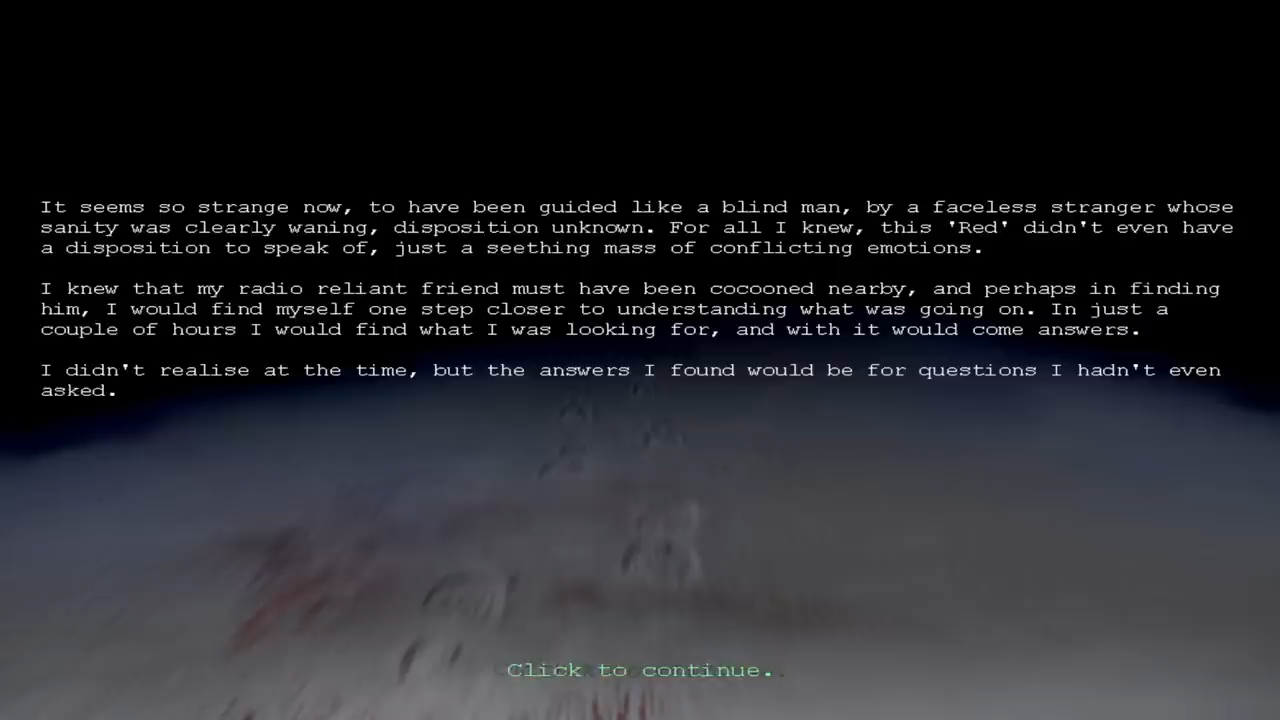 It seems so strange now, to have been guided like a blind man, by a faceless stranger whose
sanity was clearly waning, disposition unknown. For all I knew, this 'Red' didn't even have
a disposition to speak of, just a seething mass of conflicting emotions.
I knew that my radio reliant friend must have been cocooned nearby, and perhaps in finding
him, I would find myself one step closer to understanding what was going on. In just a
couple of hours I would find what I was looking for, and with it would come answers.
I didn't realise at the time, but the answers I found would be for questions I hadn't even
asked.
Click to continue.